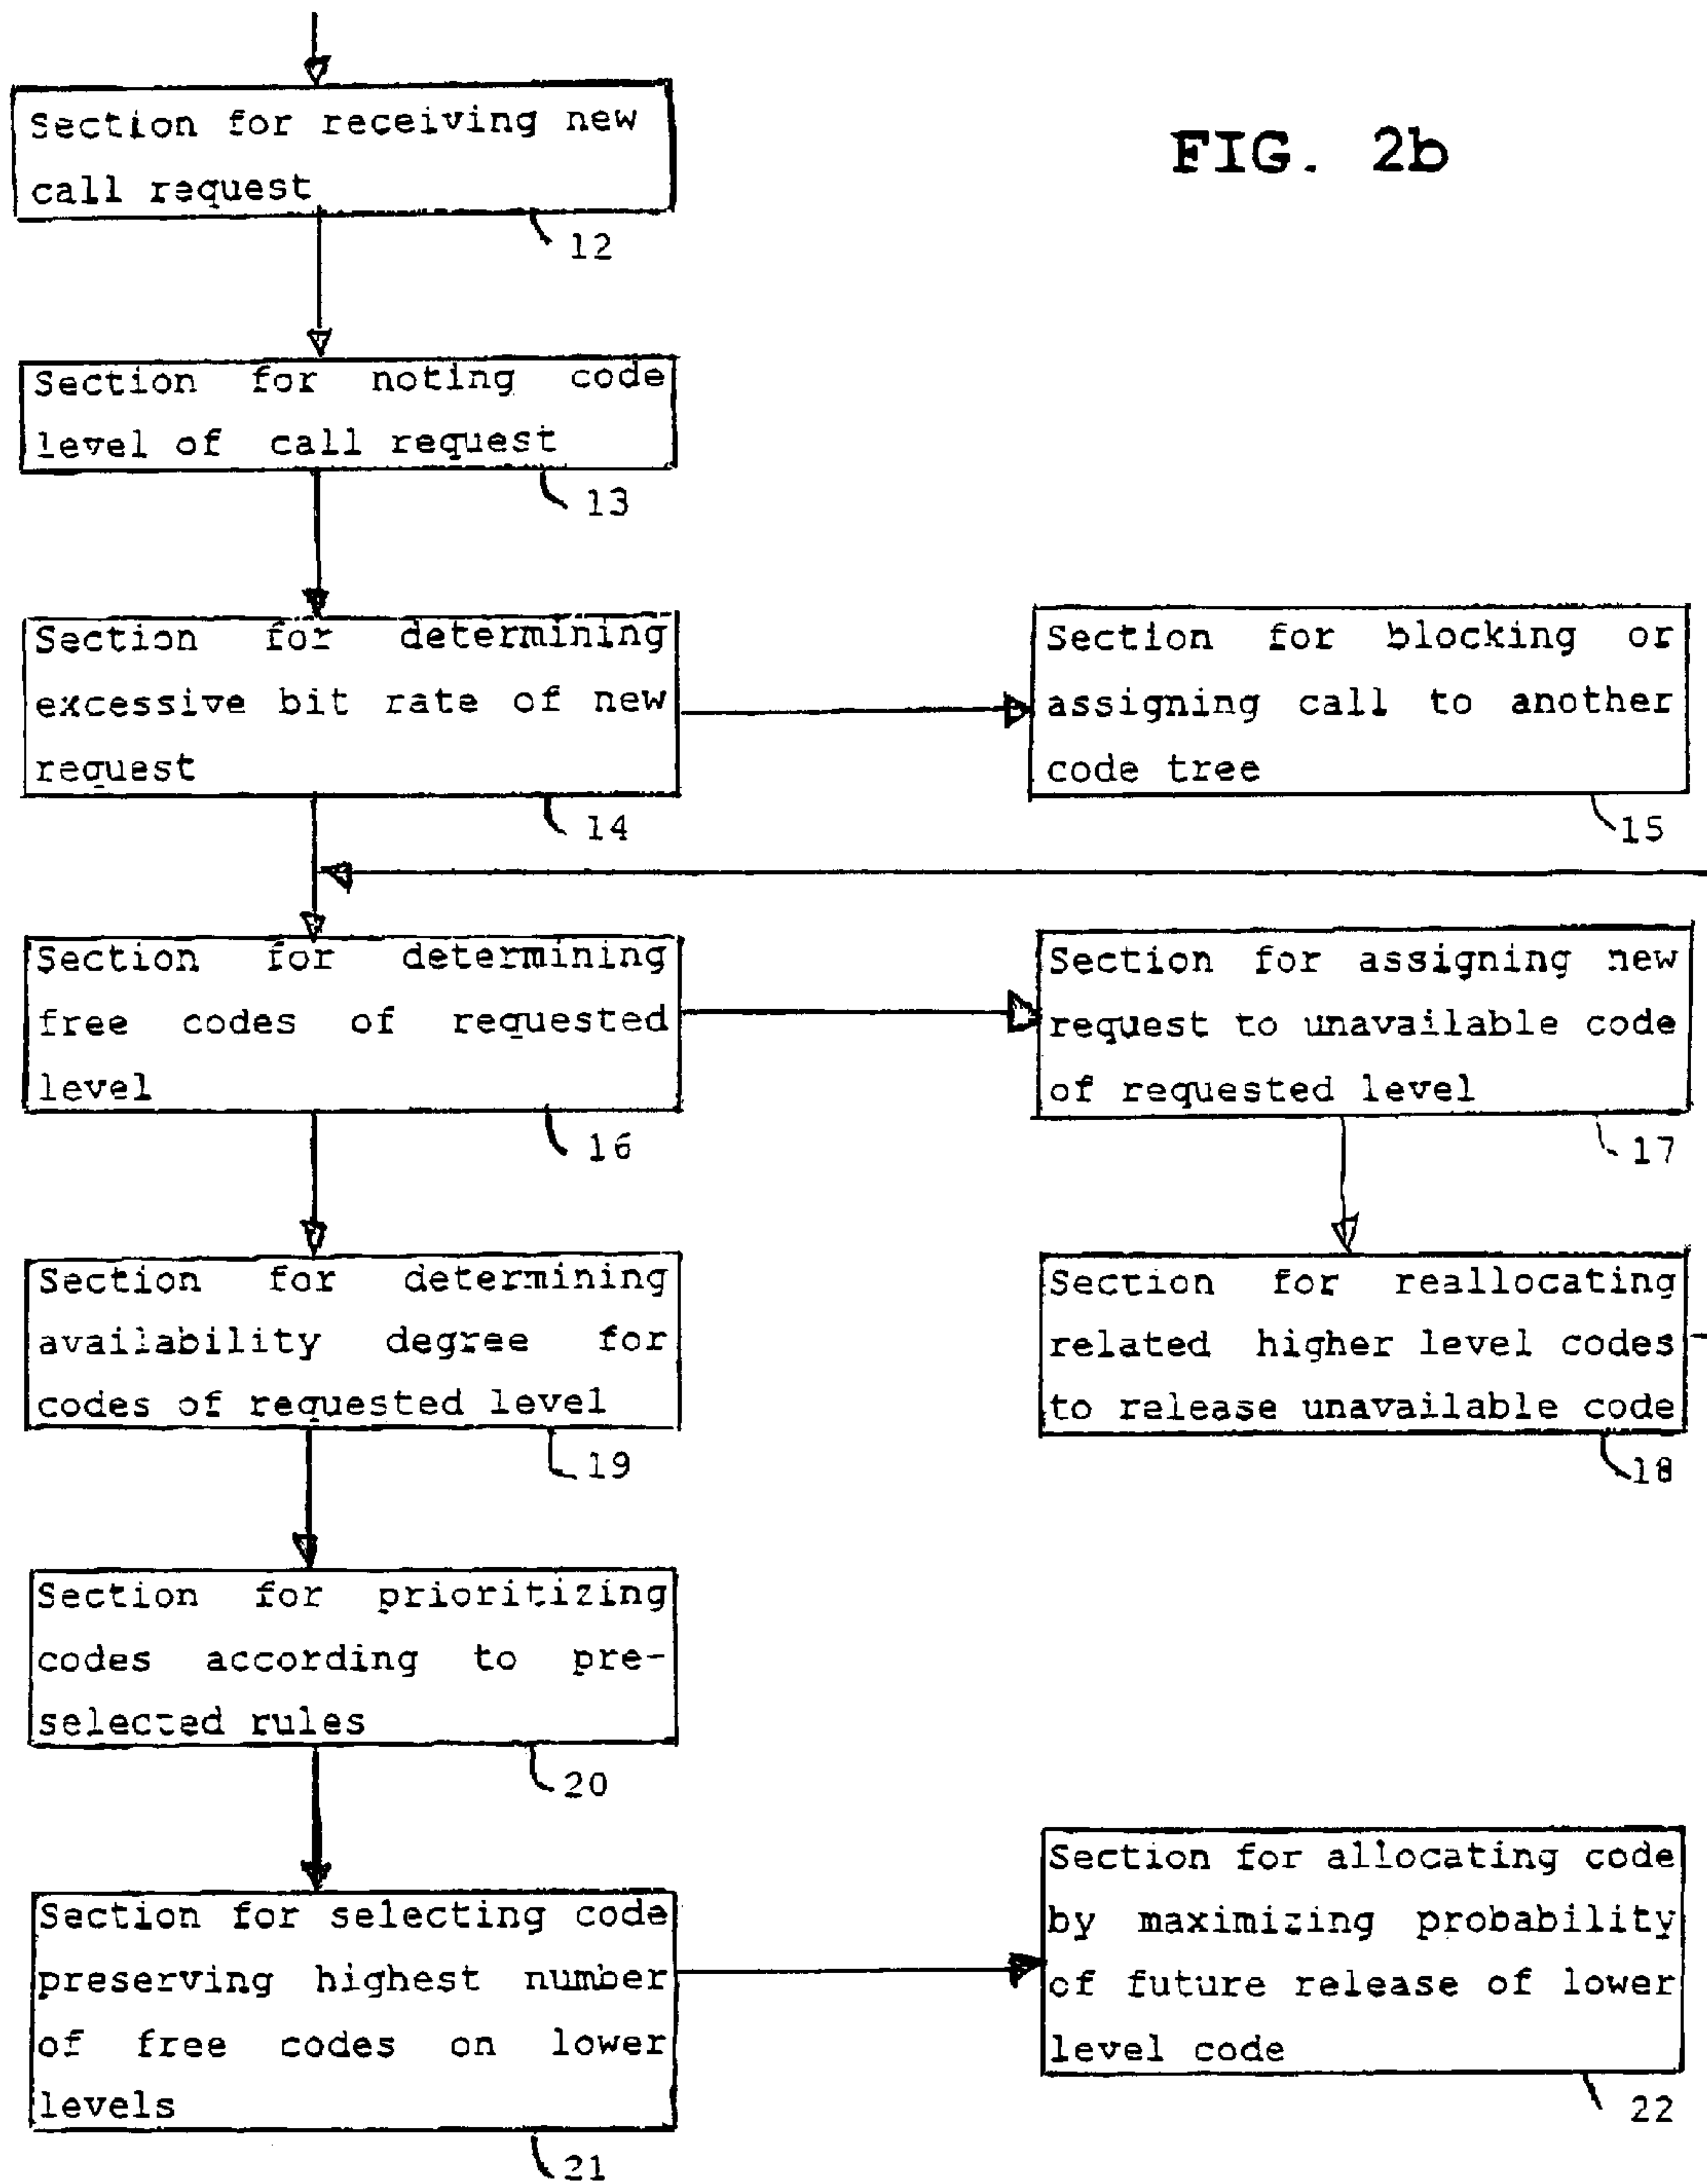 FIG. 2b
Section for receiving new
call request
12
Section for noting code
level of call request
13
Section for determining
excessive bit rate of new
request
14
Section for blocking or
assigning call to another
code tree
15
Section for determining
free codes of requested
level
16
Section for assigning new
request to unavailable code
of requested level
17
Section for reallocating
related higher level codes
to release unavailable code
18
Section for determining
availability degree for
codes of requested level
19
Section for prioritizing
codes according to pre-
selected rules
20
Section for selecting code
preserving highest number
of free codes on lower
levels
21
Section for allocating code
by maximizing probability
of future release of lower
level code
22